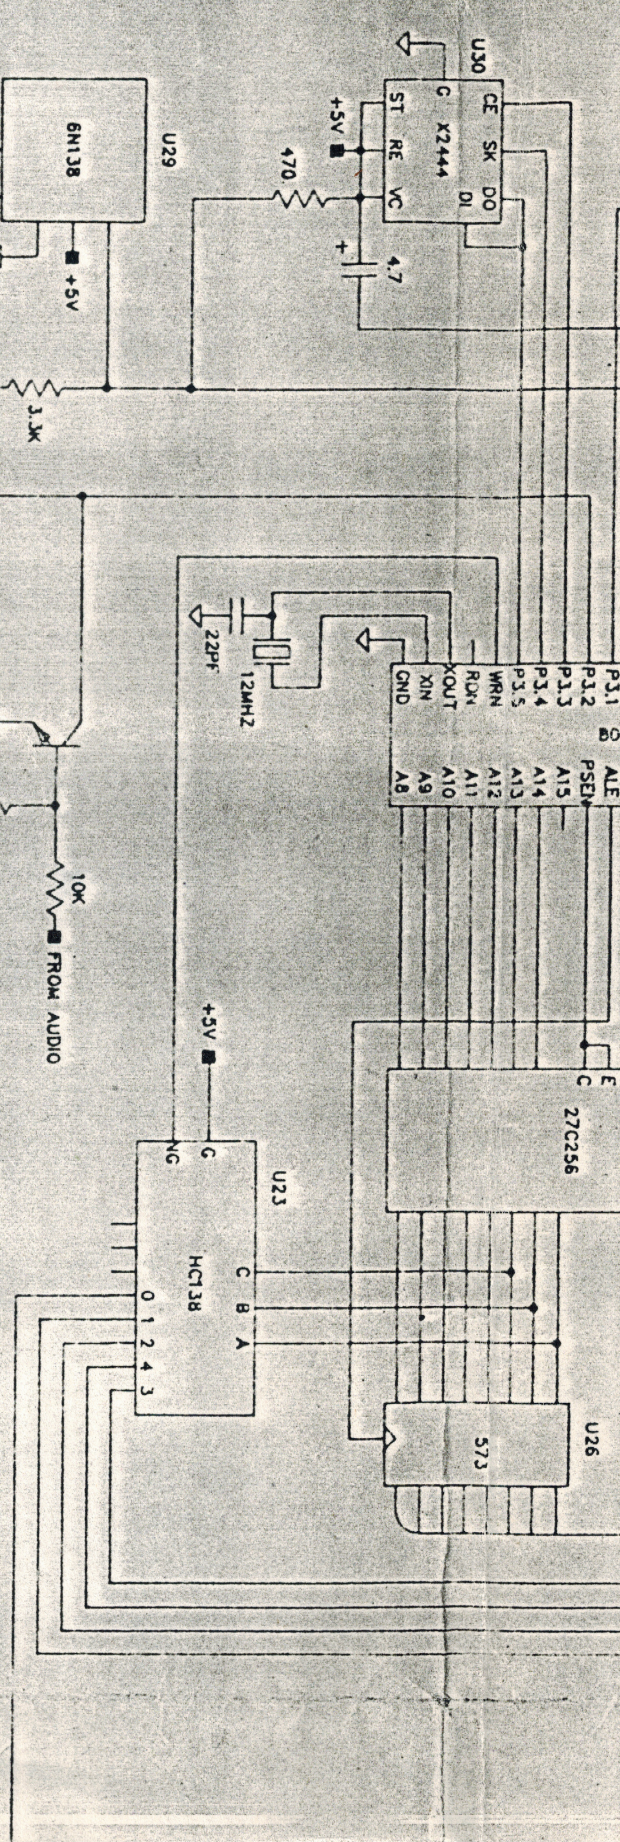 U30
X2444
G
ST
RE
VC
CE
SK
DO
DI
+5V
470
+
4.7
U29
6N138
+5V
3.3K
22Pf
12MHZ
GND
XIN
XOUT
RDN
WRN
P3.5
P3.4
P3.3
P3.2
P3.1
A8
A9
A10
A11
A12
A13
A14
A15
PSEN
ALE
10K
FROM AUDIO
+5V
C
E
27C256
U23
NG
G
HC138
C
B
A
0
1
2
4
3
U26
573